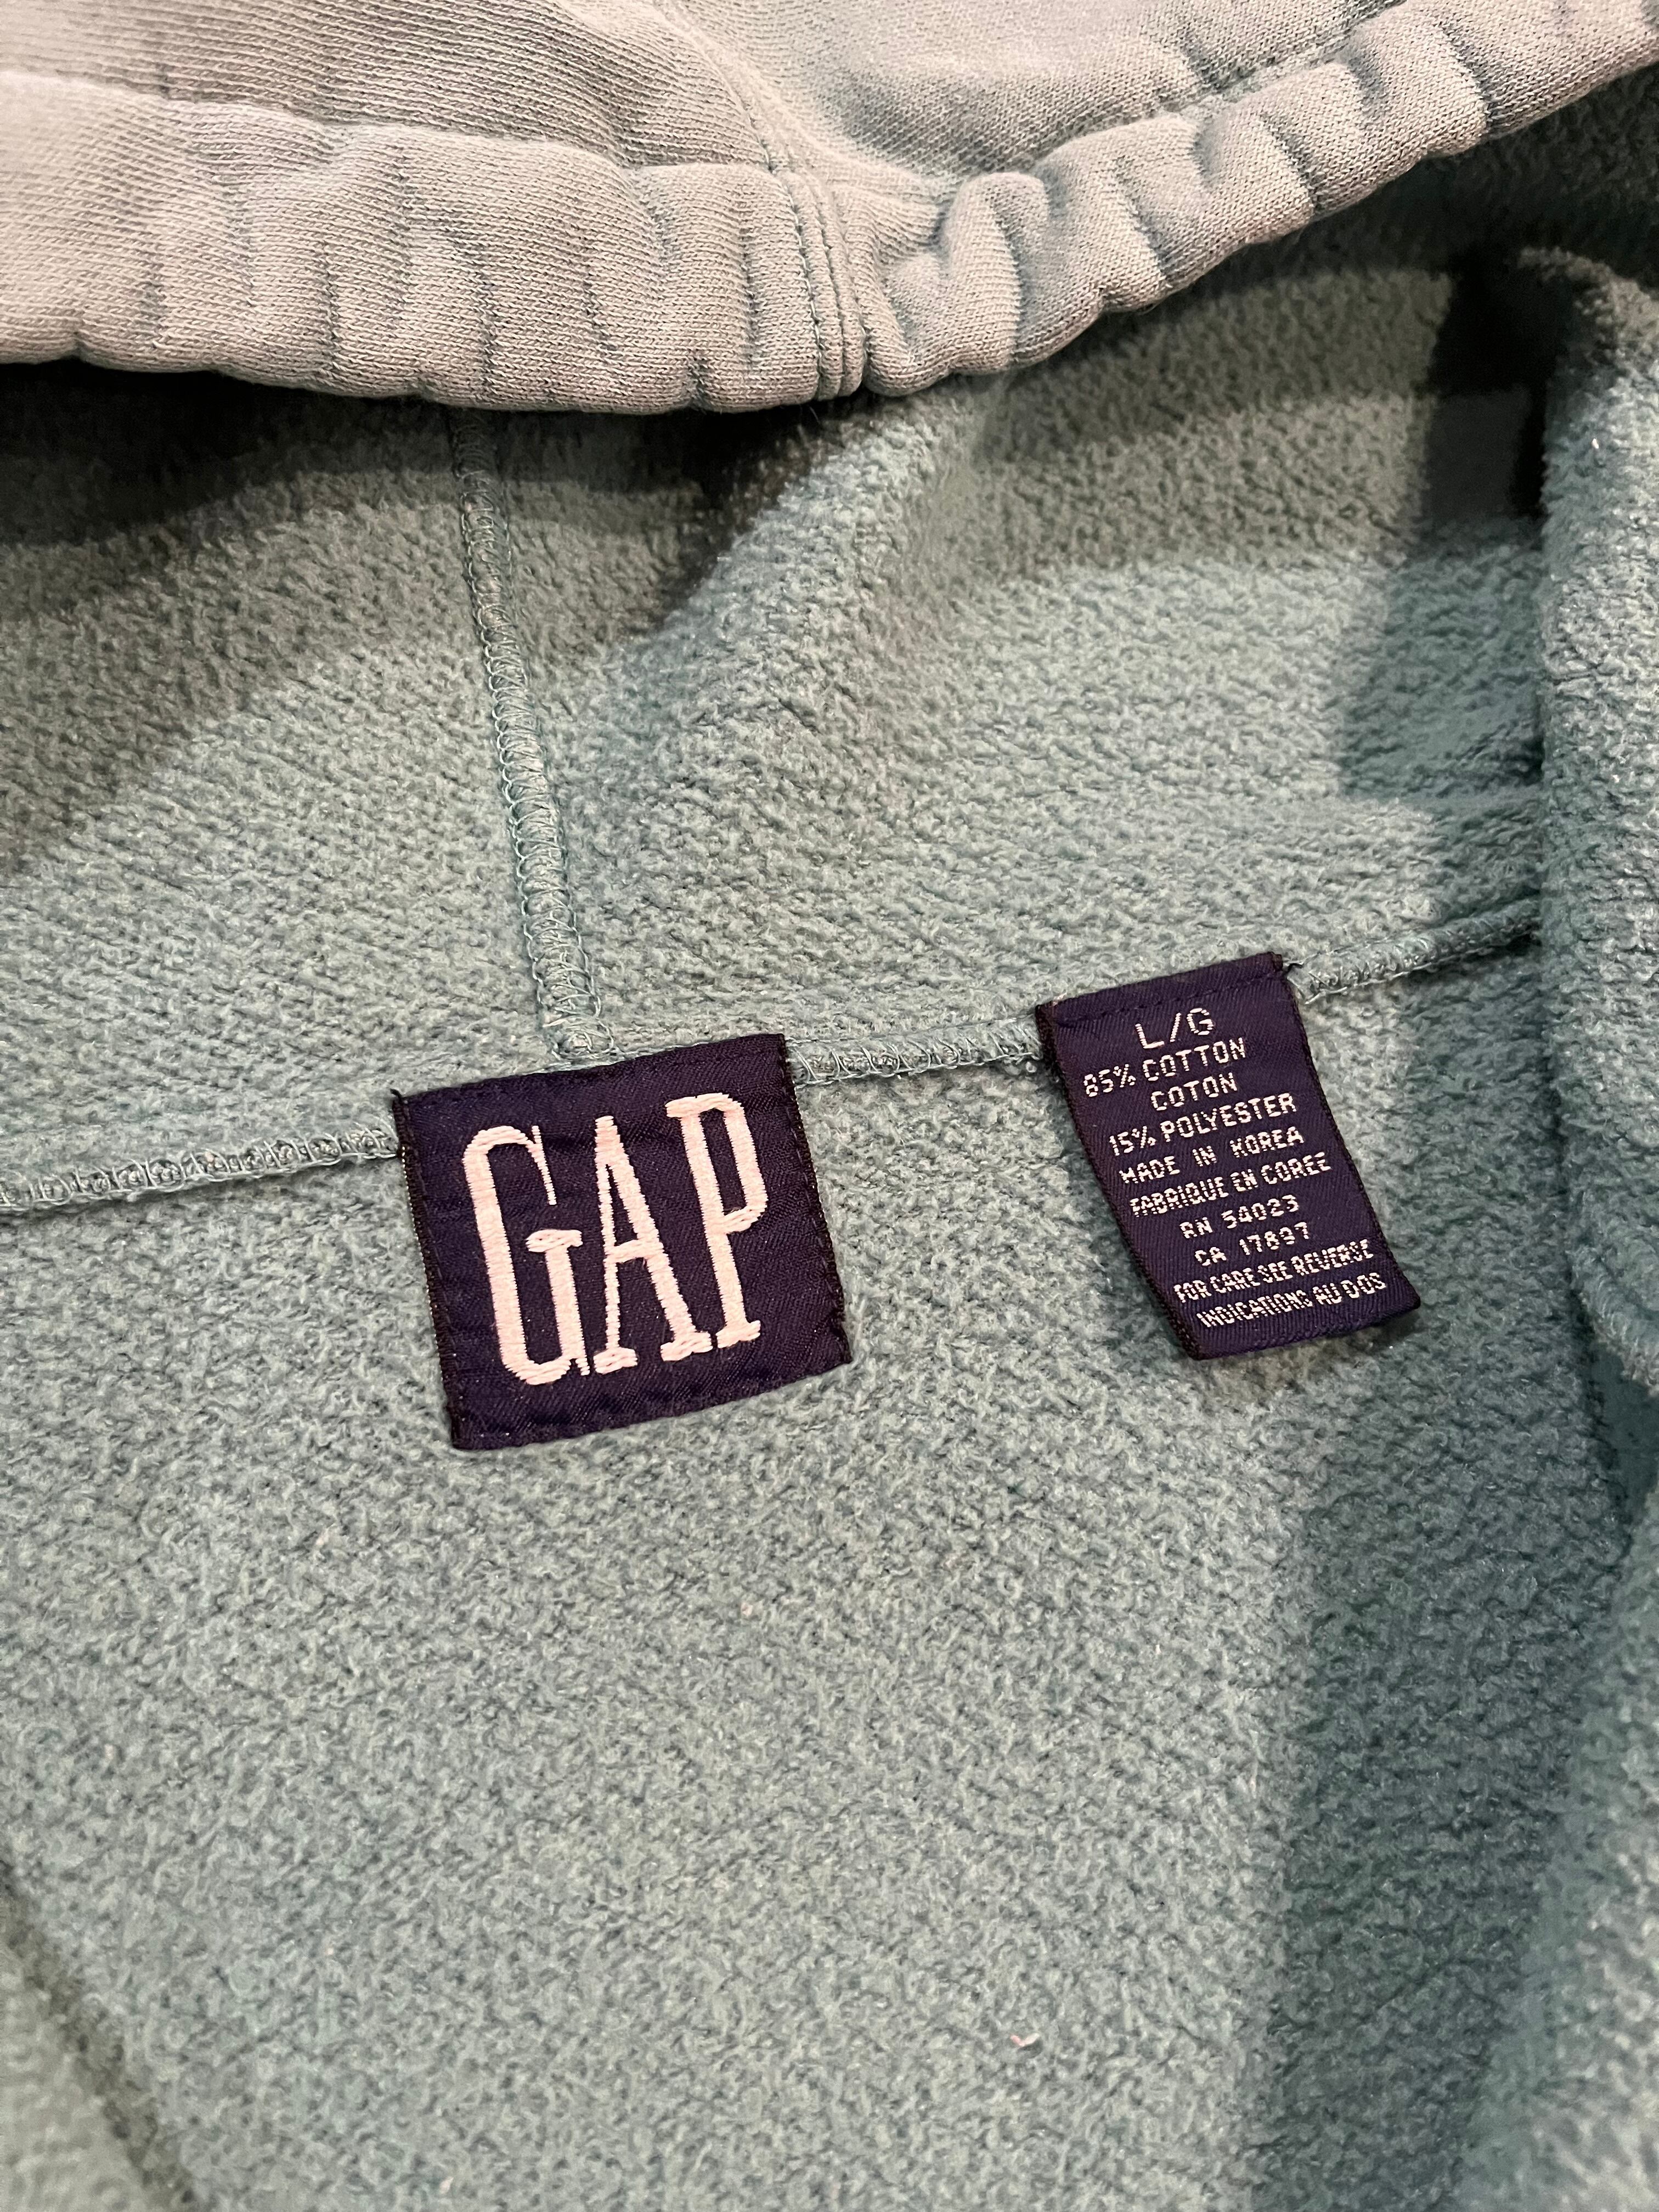 GAP
L/G
85% COTTON
COTON
15% POLYESTER
MADE IN KOREA
FABRIQUE EN COREE
RN 54023
CA 17897
FOR CARE SEE REVERSE
INDICATIONS AU DOS